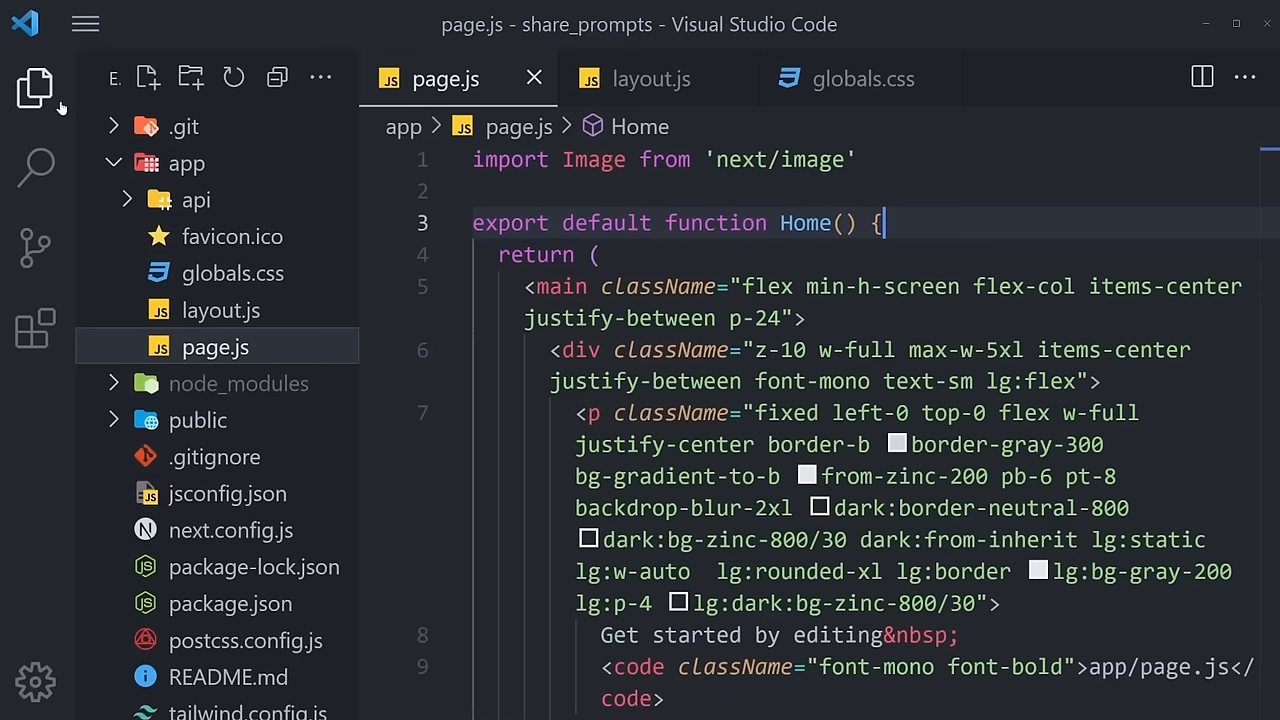 page.js - share_prompts - Visual Studio Code
E.
.git
app
api
favicon.ico
globals.css
layout.js
page.js
node_modules
public
.gitignore
jsconfig.json
next.config.js
package-lock.json
package.json
postcss.config.js
README.md
tailwind.config.js
page.js layout.js globals.css
app > page.js > Home
1 import Image from 'next/image'
2
3 export default function Home() {
4 return (
5 <main className="flex min-h-screen flex-col items-center
justify-between p-24">
6 <div className="z-10 w-full max-w-5xl items-center
justify-between font-mono text-sm lg:flex">
7 <p className="fixed left-0 top-0 flex w-full
justify-center border-b border-gray-300
bg-gradient-to-b from-zinc-200 pb-6 pt-8
backdrop-blur-2xl dark:border-neutral-800
dark:bg-zinc-800/30 dark:from-inherit lg:static
lg:w-auto  lg:rounded-xl lg:border lg:bg-gray-200
lg:p-4 lg:dark:bg-zinc-800/30">
8 Get started by editing&nbsp;
9 <code className="font-mono font-bold">app/page.js</
code>